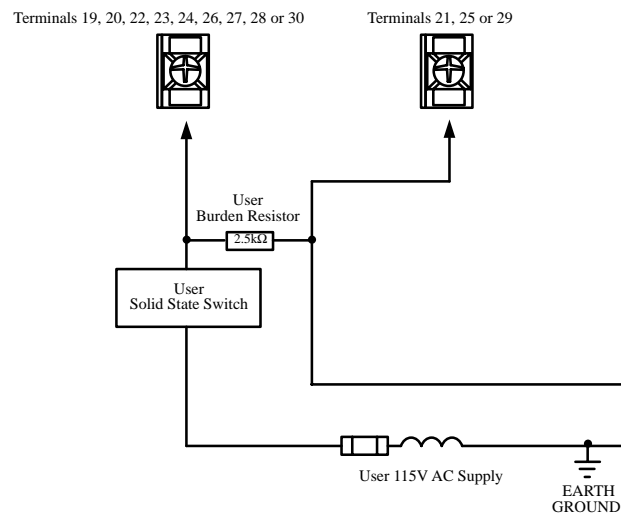 Terminals 19, 20, 22, 23, 24, 26, 27, 28 or 30
Terminals 21, 25 or 29
User
Burden Resistor
2.5kΩ
User
Solid State Switch
User 115V AC Supply
EARTH
GROUND